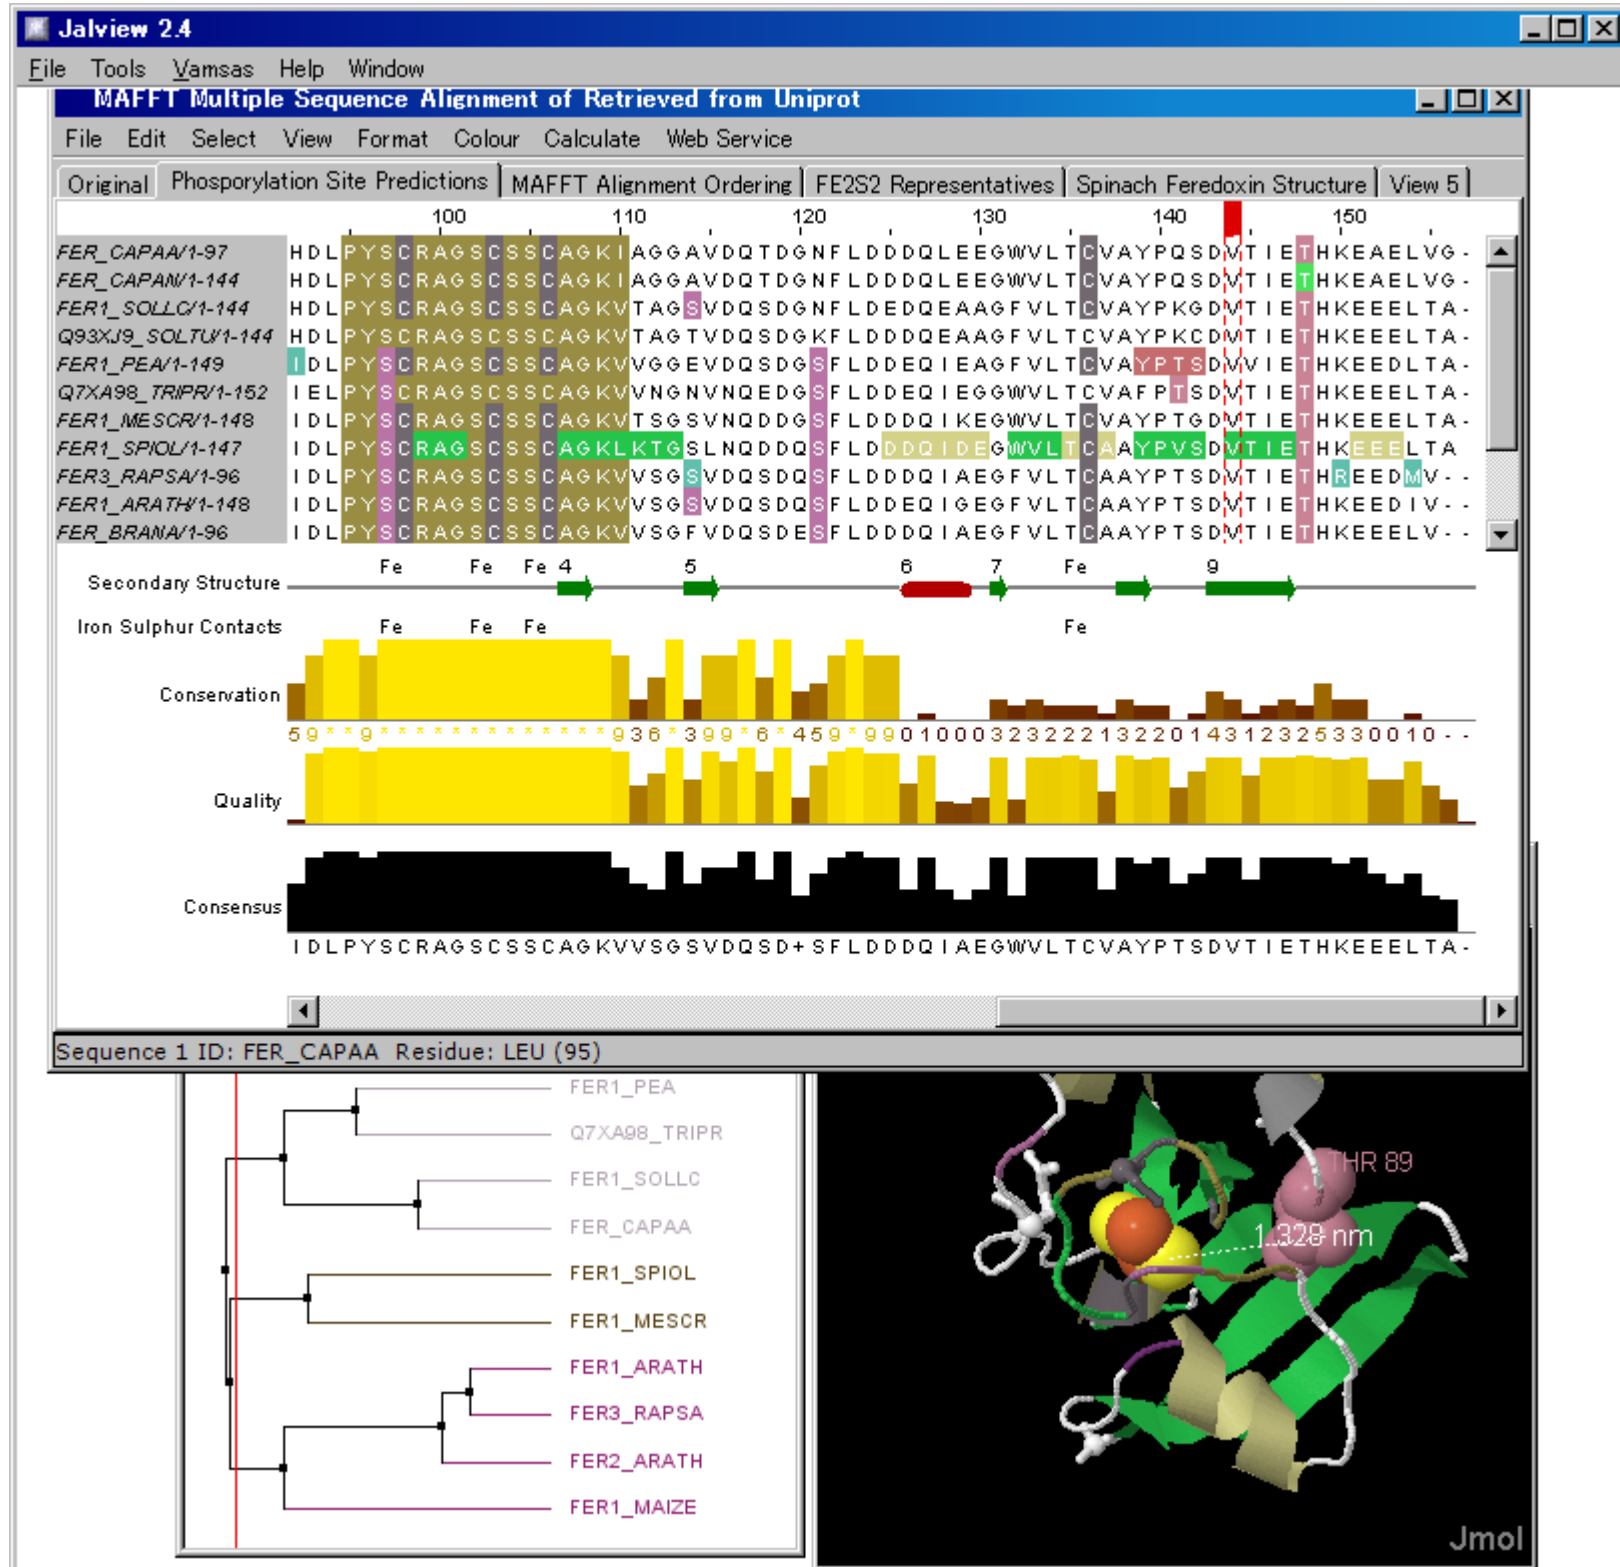 Jalview 2.4
File Tools Vamsas Help Window
MAFFT Multiple Sequence Alignment of Retrieved from Uniprot
File Edit Select View Format Colour Calculate Web Service
Original Phosporylation Site Predictions MAFFT Alignment Ordering FE2S2 Representatives Spinach Feredoxin Structure View 5
100 110 120 130 140 150
FER_CAPAA/1-97 HDLPYSCRAGSCSSCAGKIAGGAVDQTDGNFLDDDQLEEGWVLTCVAYPQSDVTIETHKEAELVG-
FER_CAPAN/1-144 HDLPYSCRAGSCSSCAGKIAGGAVDQTDGNFLDDDQLEEGWVLTCVAYPQSDVTIETHKEAELVG-
FER1_SOLLC/1-144 HDLPYSCRAGSCSSCAGKVTAGSVDQSDGNFLDEDQEAAGFVLTCVAYPKGDVTIETHKEEELTA-
Q93XJ9_SOLTU/1-144 HDLPYSCRAGSCSSCAGKVTAGTVDQSDGKFLDDDQEAAGFVLTCVAYPKCDVTIETHKEEELTA-
FER1_PEA/1-149 IDLPYSCRAGSCSSCAGKVVGGEVDQSDGSFLDDEQIEAGFVLTCVAYPTSDVVIETHKEEDLTA-
Q7XA98_TRIPR/1-152 IELPYSCRAGSCSSCAGKVVNGNVNQEDGSFLDDEQIEGGWVLTCVAFPTSDVTIETHKEEELTA-
FER1_MESCR/1-148 IDLPYSCRAGSCSSCAGKVTSGSVNQDDGSFLDDDQIKEGWVLTCVAYPTGDVTIETHKEEELTA-
FER1_SPIOL/1-147 IDLPYSCRAGSCSSCAGKLKTGSLNQDDQSFLDDDQIDEGWVLTCAAYPVSDVTIETHKEEELTA
FER3_RAPSA/1-96 IDLPYSCRAGSCSSCAGKVVSGSVDQSDQSFLDDDQIAEGFVLTCAAYPTSDVTIETHREEDMV--
FER1_ARATH/1-148 IDLPYSCRAGSCSSCAGKVVSGSVDQSDQSFLDDEQIGEGFVLTCAAYPTSDVTIETHKEEDIV--
FER_BRANA/1-96 IDLPYSCRAGSCSSCAGKVVSGFVDQSDESFLDDDQIAEGFVLTCAAYPTSDVTIETHKEEELV--
Fe Fe Fe 4 5 6 7 Fe 9
Secondary Structure
Iron Sulphur Contacts Fe Fe Fe Fe
Conservation
59**9*************936*399*6*459*99010003232221322014312325330010--
Quality
Consensus
IDLPYSCRAGSCSSCAGKVVSGSVDQSD+SFLDDDQIAEGWVLTCVAYPTSDVTIETHKEEELTA-
Sequence 1 ID: FER_CAPAA Residue: LEU (95)
FER1_PEA
Q7XA98_TRIPR
FER1_SOLLC
FER_CAPAA
FER1_SPIOL
FER1_MESCR
FER1_ARATH
FER3_RAPSA
FER2_ARATH
FER1_MAIZE
THR 89
1.328 nm
Jmol